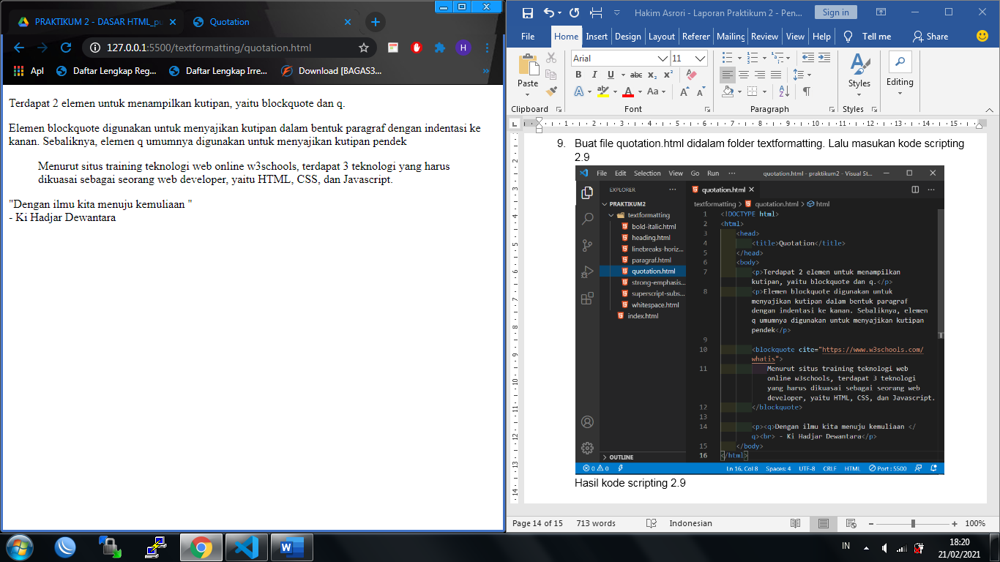 PRAKTIKUM 2 - DASAR HTML_pu
Quotation
127.0.0.1:5500/textformatting/quotation.html
H
Apl
Daftar Lengkap Reg...
Daftar Lengkap Irre...
Download [BAGAS3...
»
Terdapat 2 elemen untuk menampilkan kutipan, yaitu blockquote dan q.
Elemen blockquote digunakan untuk menyajikan kutipan dalam bentuk paragraf dengan indentasi ke
kanan. Sebaliknya, elemen q umumnya digunakan untuk menyajikan kutipan pendek
Menurut situs training teknologi web online w3schools, terdapat 3 teknologi yang harus
dikuasai sebagai seorang web developer, yaitu HTML, CSS, dan Javascript.
"Dengan ilmu kita menuju kemuliaan "
- Ki Hadjar Dewantara
Hakim Asrori - Laporan Praktikum 2 - Pen...
Sign in
File Home Insert Design Layout Referer Mailing Review View Help Tell me Share
Paste
Arial 11
B I U abc x₂ x²
A A Aa A A
Styles
Editing
Clipboard Font Paragraph Styles
9. Buat file quotation.html didalam folder textformatting. Lalu masukan kode scripting
2.9
File Edit Selection View Go Run ... quotation.html - praktikum2 - Visual St...
EXPLORER ...
PRAKTIKUM2
textformatting
bold-italic.html
heading.html
linebreaks-horiz...
paragraf.html
quotation.html
strong-emphasis...
superscript-subs...
whitespace.html
index.html
OUTLINE
quotation.html
textformatting > quotation.html > html
1 <!DOCTYPE html>
2 <html>
3 <head>
4 <title>Quotation</title>
5 </head>
6 <body>
7 <p>Terdapat 2 elemen untuk menampilkan
kutipan, yaitu blockquote dan q.</p>
8 <p>Elemen blockquote digunakan untuk
menyajikan kutipan dalam bentuk paragraf
dengan indentasi ke kanan. Sebaliknya, elemen
q umumnya digunakan untuk menyajikan kutipan
pendek</p>
9
10 <blockquote cite="https://www.w3schools.com/
whatis">
11 Menurut situs training teknologi web
online w3schools, terdapat 3 teknologi
yang harus dikuasai sebagai seorang web
developer, yaitu HTML, CSS, dan Javascript.
12 </blockquote>
13
14 <p><q>Dengan ilmu kita menuju kemuliaan </
q><br> - Ki Hadjar Dewantara</p>
15 </body>
16 </html>
0 0 Ln 16, Col 8 Spaces: 4 UTF-8 CRLF HTML Port : 5500
Hasil kode scripting 2.9
Page 14 of 15 713 words Indonesian 100%
IN
18:20
21/02/2021